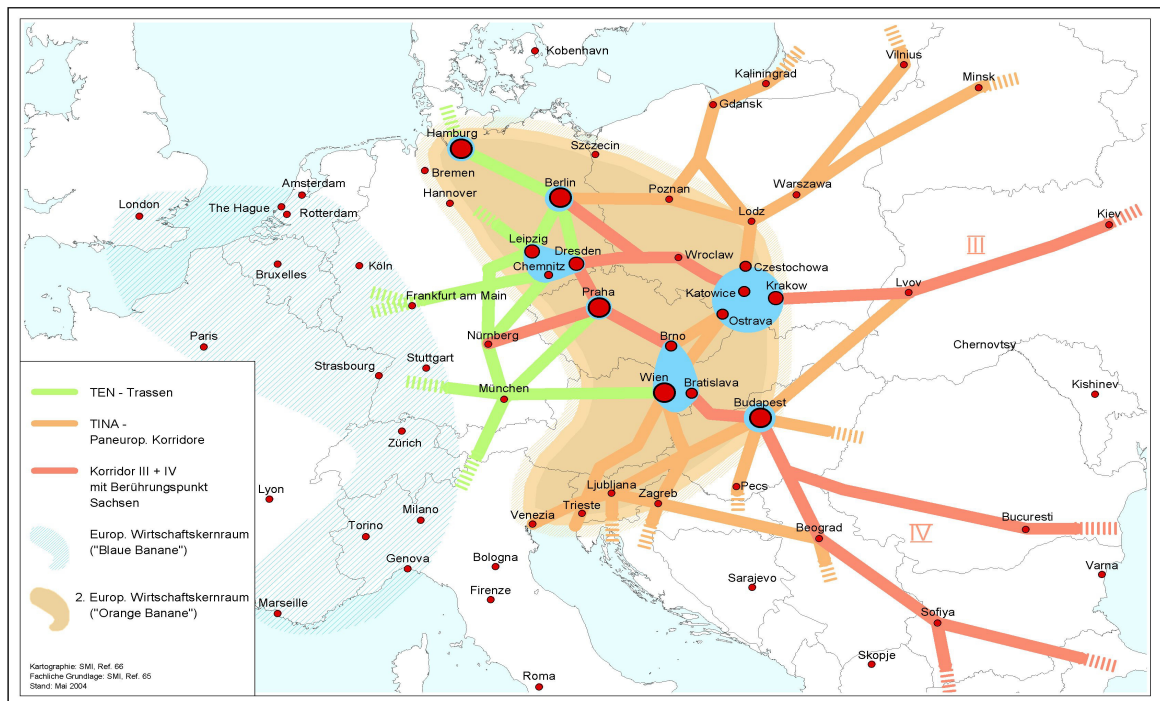 Kobenhavn
Vilnius
Kaliningrad
Minsk
Gdansk
Hamburg
Szczecin
Bremen
Amsterdam
Hannover
Berlin
Poznan
Warszawa
London
The Hague
Rotterdam
Lodz
Kiev
III
Leipzig
Dresden
Wroclaw
Bruxelles
Köln
Chemnitz
Czestochowa
Lvov
Katowice
Krakow
Praha
Frankfurt am Main
Ostrava
Paris
Nürnberg
Brno
Chernovtsy
Stuttgart
Strasbourg
München
Wien
Bratislava
Kishinev
Budapest
Zürich
Lyon
Ljubljana
Pecs
Zagreb
Milano
Trieste
Venezia
Torino
Beograd
IV
Bucuresti
Genova
Bologna
Varna
Sarajevo
Firenze
Marseille
Sofiya
Skopje
Roma
TEN - Trassen
TINA -
Paneurop. Korridore
Korridor III + IV
mit Berührungspunkt
Sachsen
Europ. Wirtschaftskernraum
("Blaue Banane")
2. Europ. Wirtschaftskernraum
("Orange Banane")
Kartographie: SMI, Ref. 66
Fachliche Grundlage: SMI, Ref. 65
Stand: Mai 2004